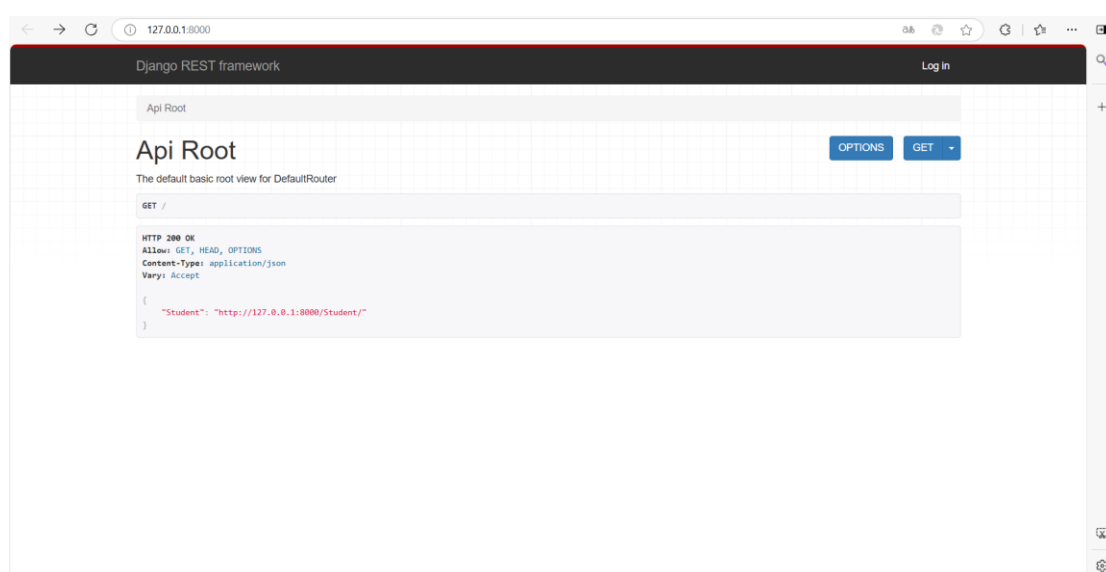 127.0.0.1:8000
Django REST framework
Log in
Api Root
Api Root
OPTIONS
GET
The default basic root view for DefaultRouter
GET /
HTTP 200 OK
Allow: GET, HEAD, OPTIONS
Content-Type: application/json
Vary: Accept
{
"Student": "http://127.0.0.1:8000/Student/"
}